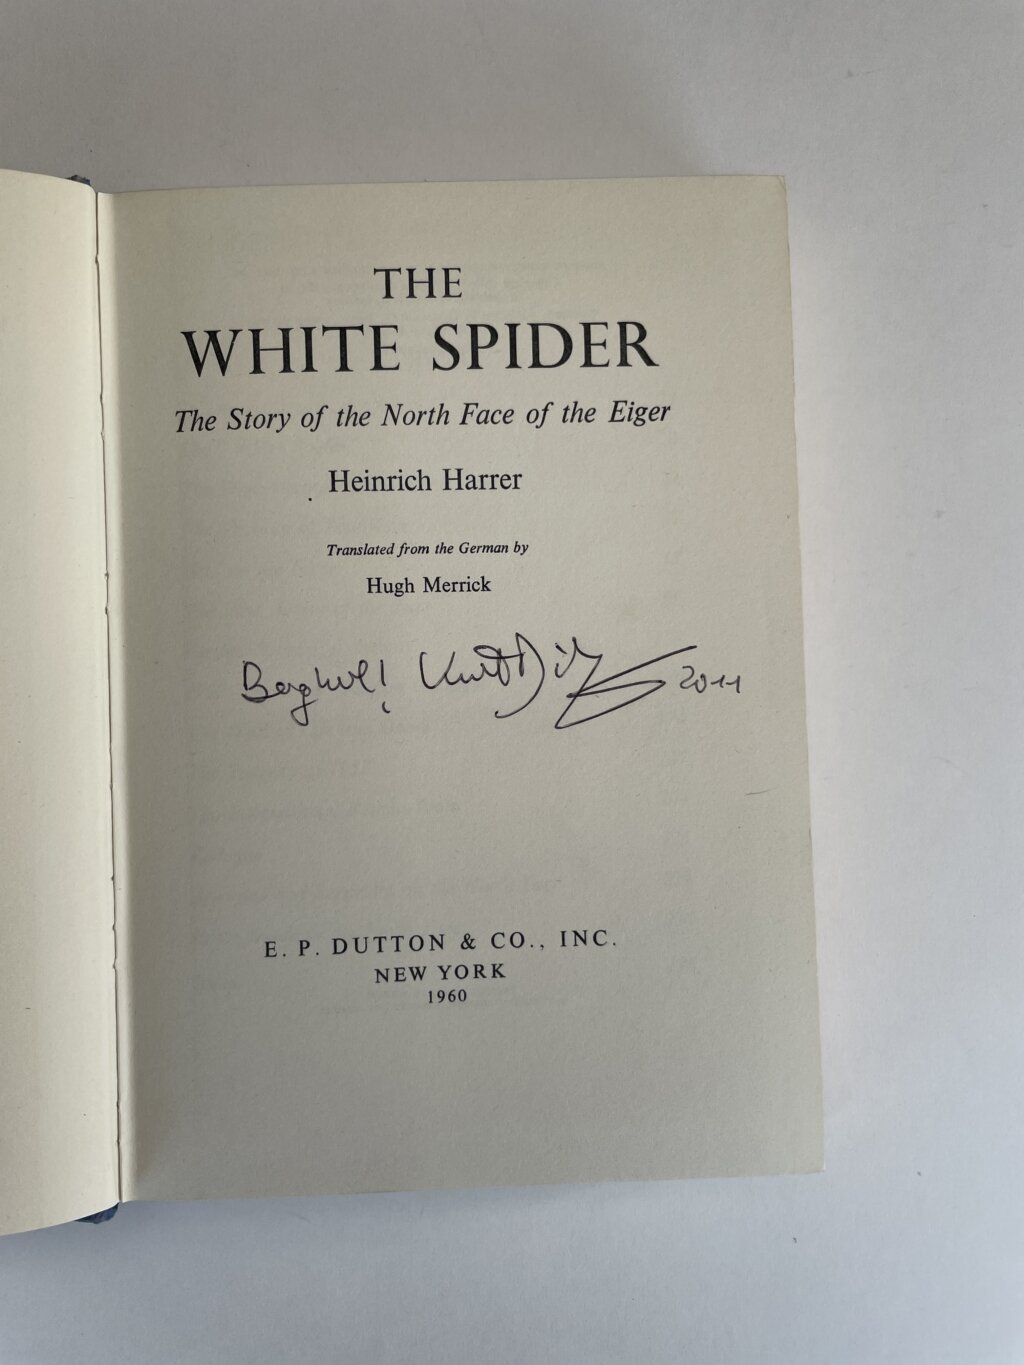 THE
WHITE SPIDER
The Story of the North Face of the Eiger
Heinrich Harrer
Translated from the German by
Hugh Merrick
Kurt 2011
E. P. DUTTON & CO., INC.
NEW YORK
1960